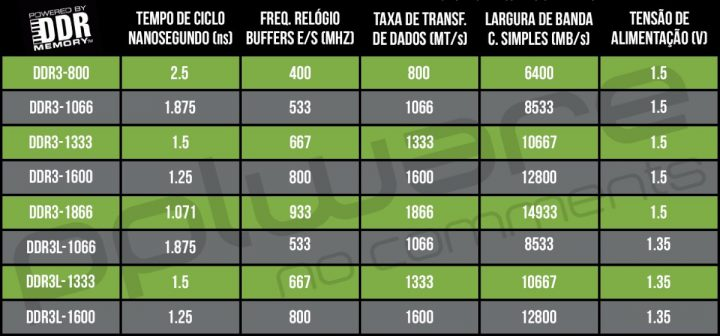 POWERED BY
DDR
MEMORY™
TEMPO DE CICLO
NANOSEGUNDO (ns)
FREQ. RELÓGIO
BUFFERS E/S (MHZ)
TAXA DE TRANSF.
DE DADOS (MT/s)
LARGURA DE BANDA
C. SIMPLES (MB/s)
TENSÃO DE
ALIMENTAÇÃO (V)
DDR3-800 2.5 400 800 6400 1.5
DDR3-1066 1.875 533 1066 8533 1.5
DDR3-1333 1.5 667 1333 10667 1.5
DDR3-1600 1.25 800 1600 12800 1.5
DDR3-1866 1.071 933 1866 14933 1.5
DDR3L-1066 1.875 533 1066 8533 1.35
DDR3L-1333 1.5 667 1333 10667 1.35
DDR3L-1600 1.25 800 1600 12800 1.35
pplware
no comments